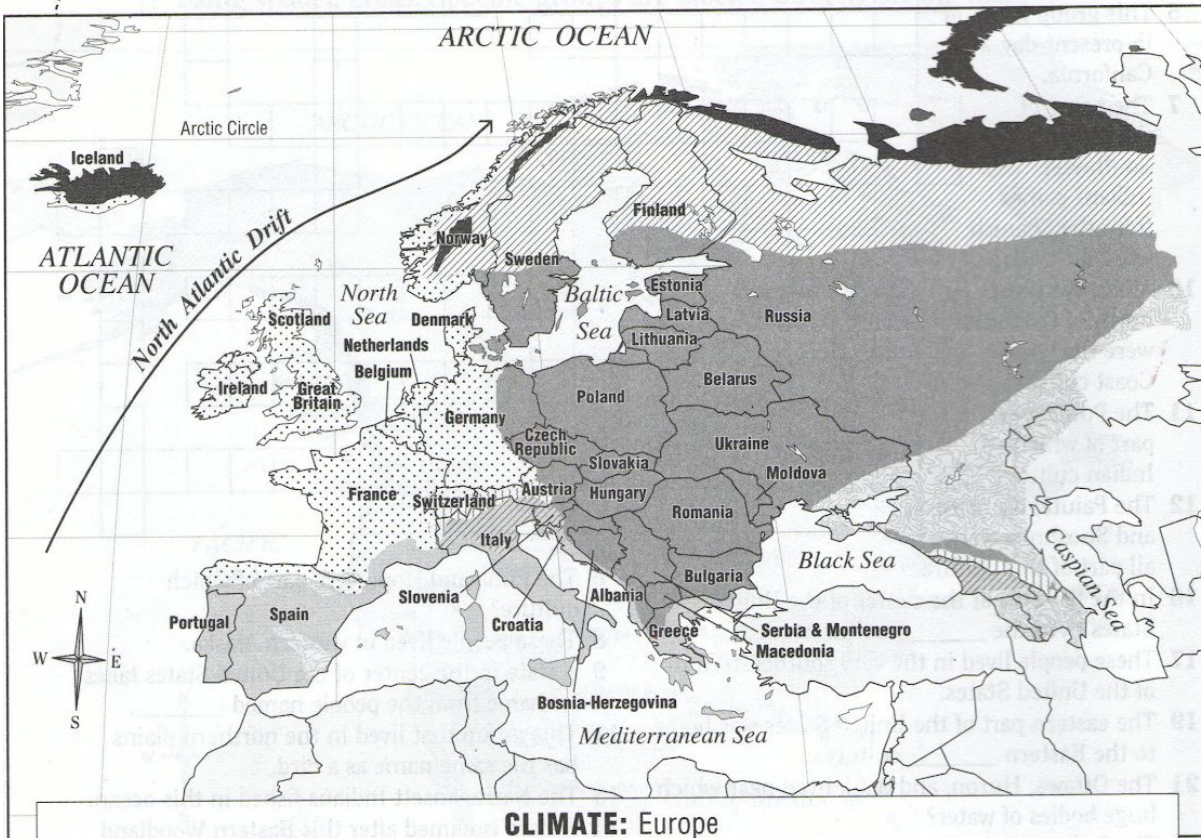 ARCTIC OCEAN
Arctic Circle
Iceland
North Atlantic Drift
ATLANTIC
OCEAN
Norway
Finland
Sweden
Estonia
Latvia
Lithuania
Russia
North
Sea
Baltic
Sea
Scotland
Denmark
Netherlands
Belgium
Ireland
Great
Britain
Germany
Poland
Belarus
Czech
Republic
Ukraine
Slovakia
Moldova
France
Switzerland
Austria
Hungary
Romania
Italy
Black Sea
Caspian Sea
Bulgaria
Portugal
Spain
Slovenia
Croatia
Albania
Greece
Serbia & Montenegro
Macedonia
Bosnia-Herzegovina
Mediterranean Sea
N
W
E
S
CLIMATE: Europe